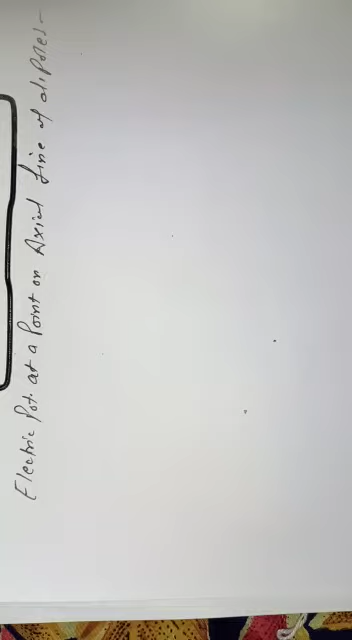 Electric Pot. at a Point on Axial line of dipoles-